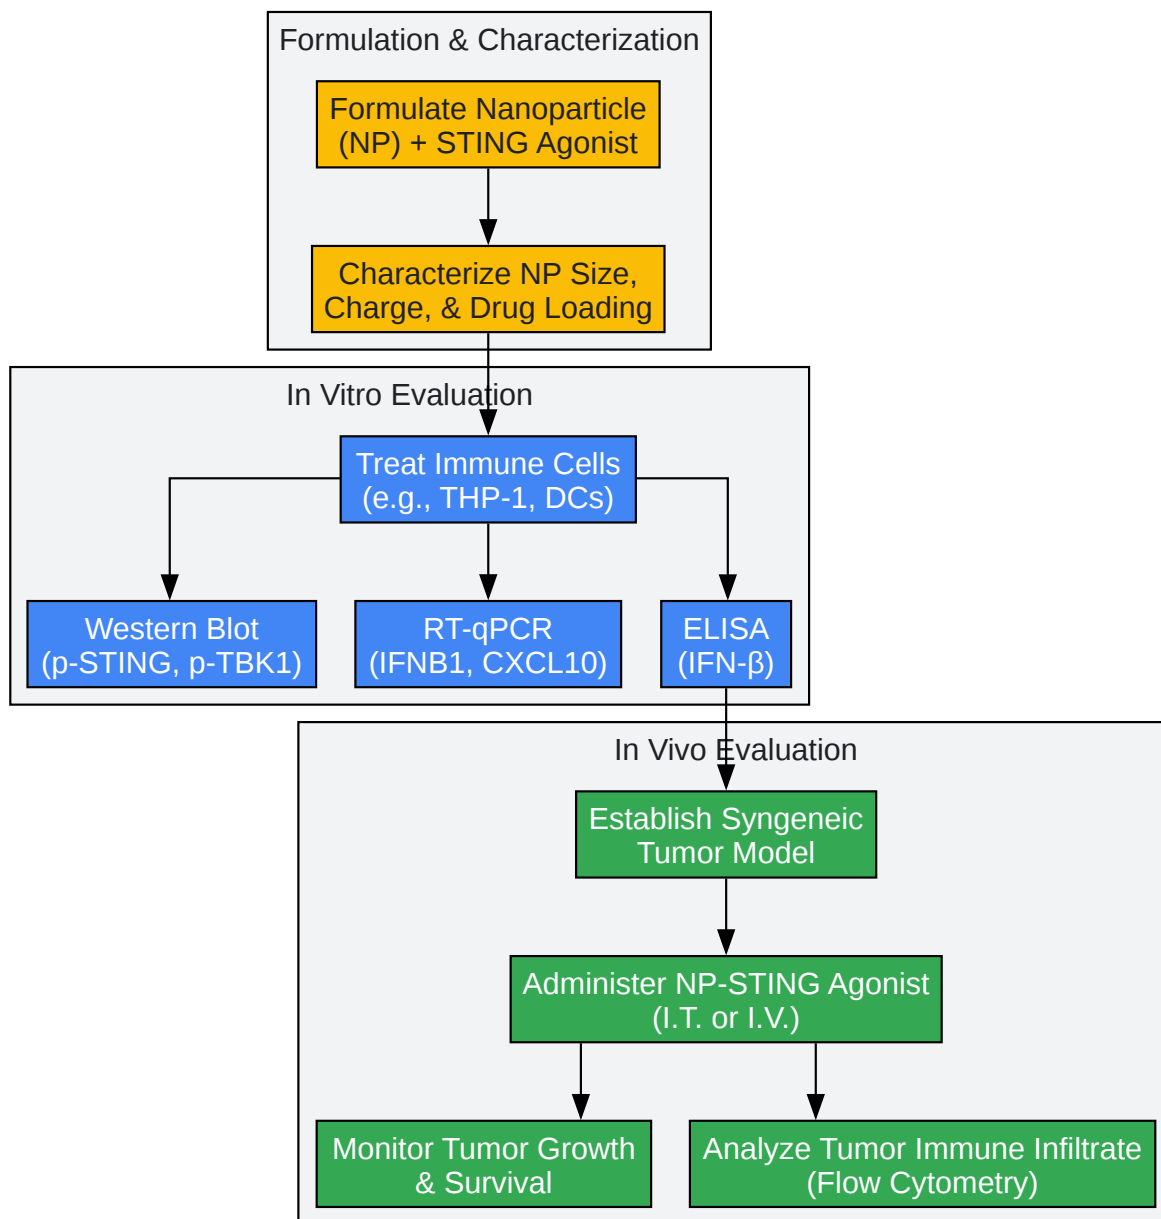 Formulation & Characterization
Formulate Nanoparticle
(NP) + STING Agonist
Characterize NP Size,
Charge, & Drug Loading
In Vitro Evaluation
Treat Immune Cells
(e.g., THP-1, DCs)
Western Blot
(p-STING, p-TBK1)
RT-qPCR
(IFNB1, CXCL10)
ELISA
(IFN-β)
In Vivo Evaluation
Establish Syngeneic
Tumor Model
Administer NP-STING Agonist
(I.T. or I.V.)
Monitor Tumor Growth
& Survival
Analyze Tumor Immune Infiltrate
(Flow Cytometry)